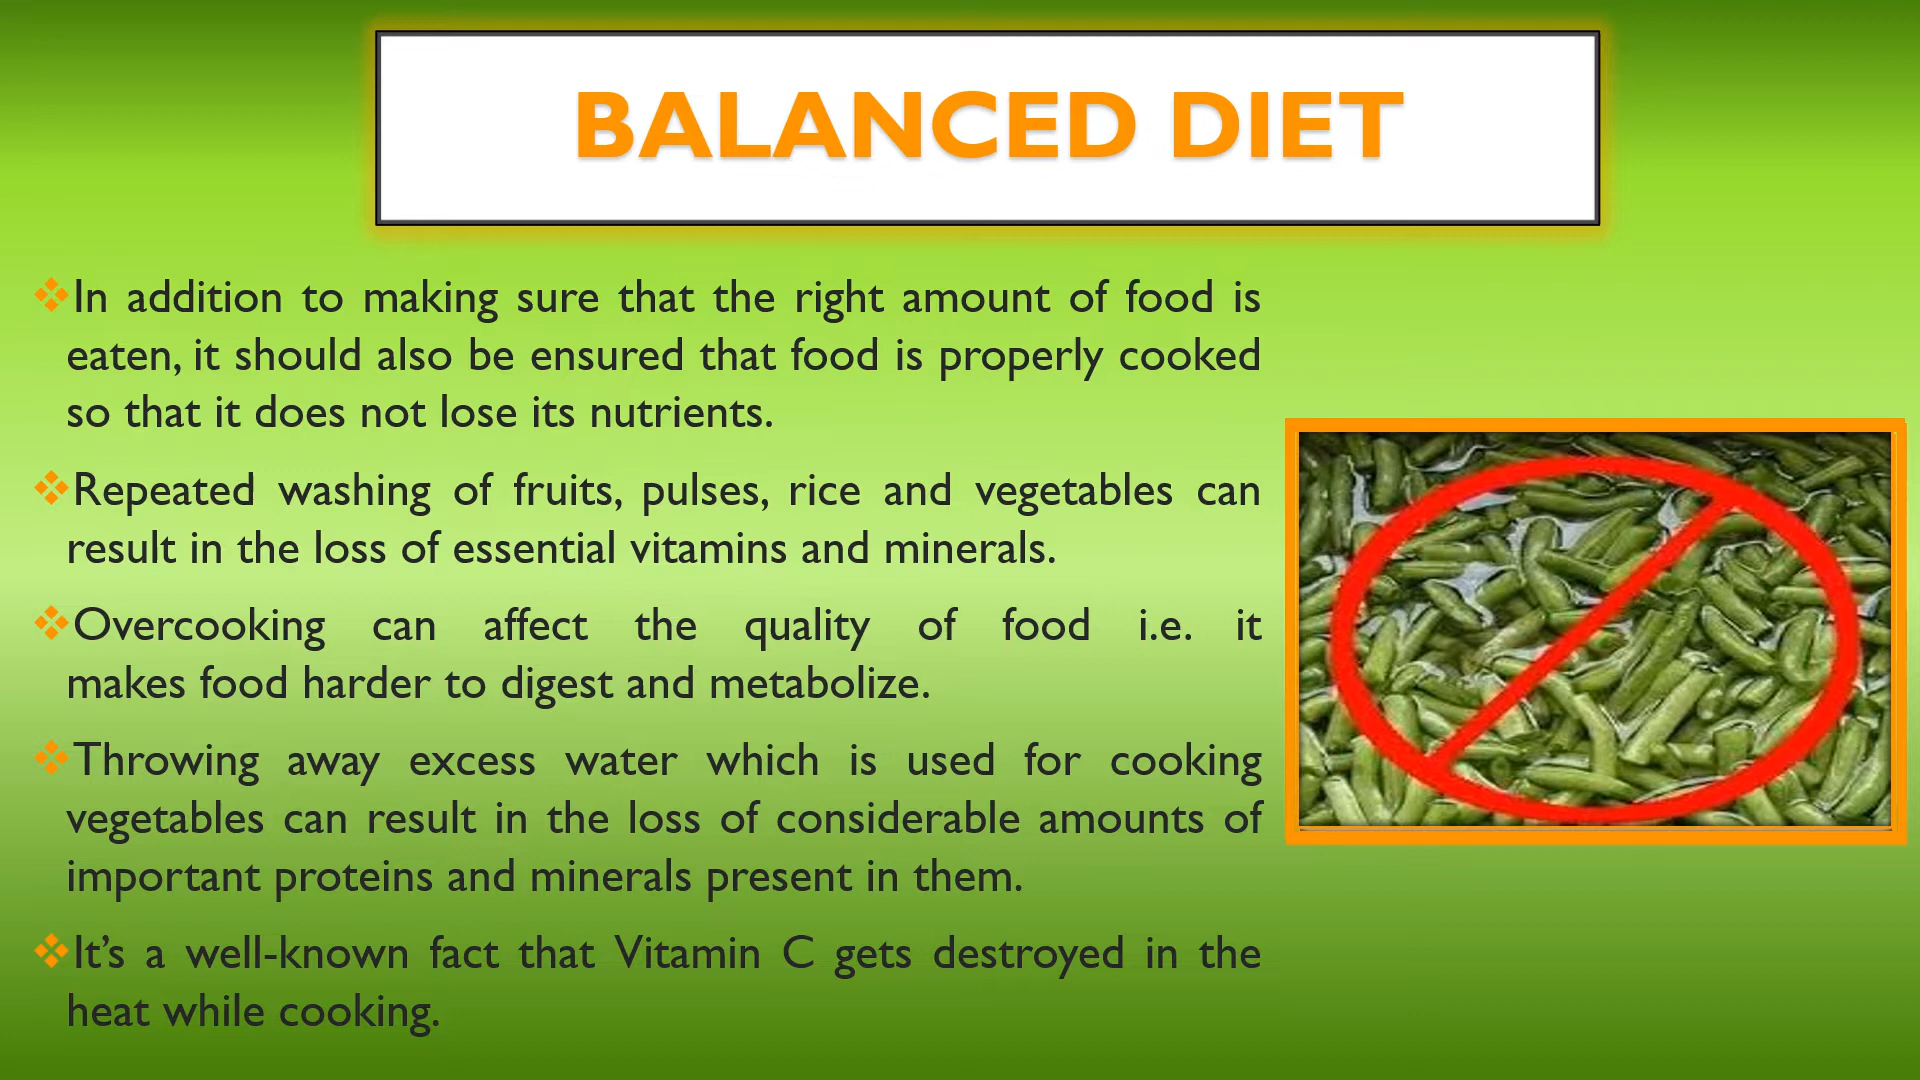 BALANCED DIET
❖In addition to making sure that the right amount of food is
eaten, it should also be ensured that food is properly cooked
so that it does not lose its nutrients.
❖Repeated washing of fruits, pulses, rice and vegetables can
result in the loss of essential vitamins and minerals.
❖Overcooking can affect the quality of food i.e. it
makes food harder to digest and metabolize.
❖Throwing away excess water which is used for cooking
vegetables can result in the loss of considerable amounts of
important proteins and minerals present in them.
❖It’s a well-known fact that Vitamin C gets destroyed in the
heat while cooking.